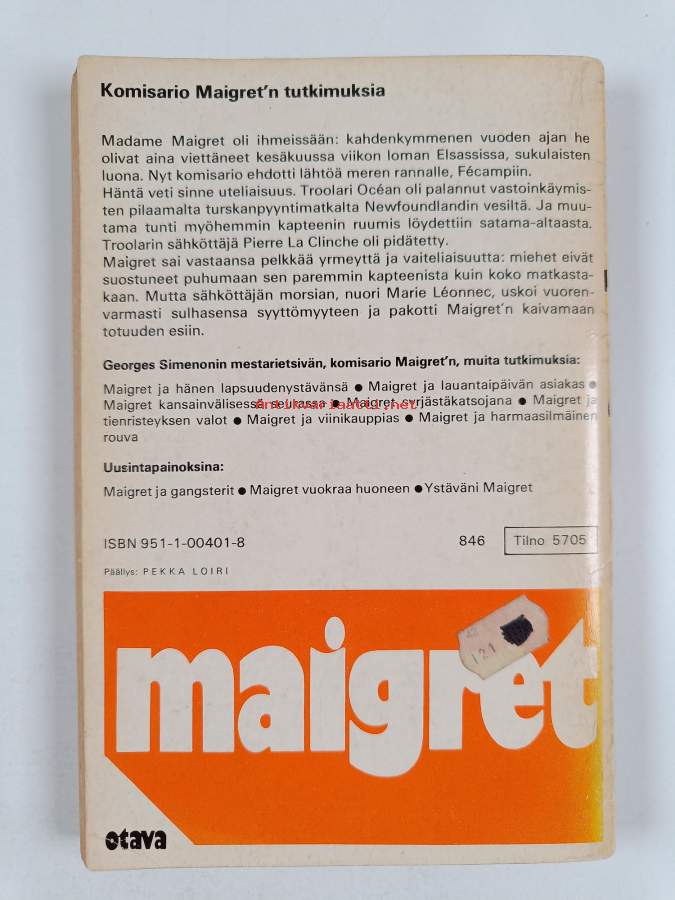 Komisario Maigret'n tutkimuksia
Madame Maigret oli ihmeissään: kahdenkymmenen vuoden ajan he
olivat aina viettäneet kesäkuussa viikon loman Elsassissa, sukulaisten
luona. Nyt komisario ehdotti lähtöä meren rannalle, Fécampiin.
Häntä veti sinne uteliaisuus. Troolari Océan oli palannut vastoinkäymis-
ten pilaamalta turskanpyyntimatkalta Newfoundlandin vesiltä. Ja muu-
tama tunti myöhemmin kapteenin ruumis löydettiin satama-altaasta.
Troolarin sähköttäjä Pierre La Clinche oli pidätetty.
Maigret sai vastaansa pelkkää yrmeyttä ja vaiteliaisuutta: miehet eivät
suostuneet puhumaan sen paremmin kapteenista kuin koko matkasta-
kaan. Mutta sähköttäjän morsian, nuori Marie Léonnec, uskoi vuoren-
varmasti sulhasensa syyttömyyteen ja pakotti Maigret'n kaivamaan
totuuden esiin.
Georges Simenonin mestarietsivän, komisario Maigret'n, muita tutkimuksia:
Maigret ja hänen lapsuudenystävänsä ● Maigret ja lauantaipäivän asiakas ●
Maigret kansainvälisessä seurassa ● Maigret syrjästäkatsojana ● Maigret ja
antikvariaatti.net
tienristeyksen valot ● Maigret ja viinikauppias ● Maigret ja harmaasilmäinen
rouva
Uusintapainoksina:
Maigret ja gangsterit ● Maigret vuokraa huoneen ● Ystäväni Maigret
ISBN 951-1-00401-8 846 Tilno 5705
Päällys: PEKKA LOIRI
maigret
121
otava